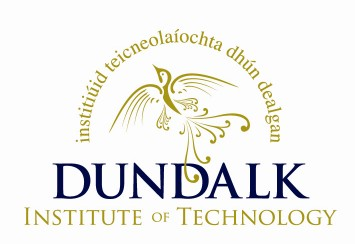 institiúid teicneolaíochta dhún dealgan
DUNDALK
INSTITUTE OF TECHNOLOGY